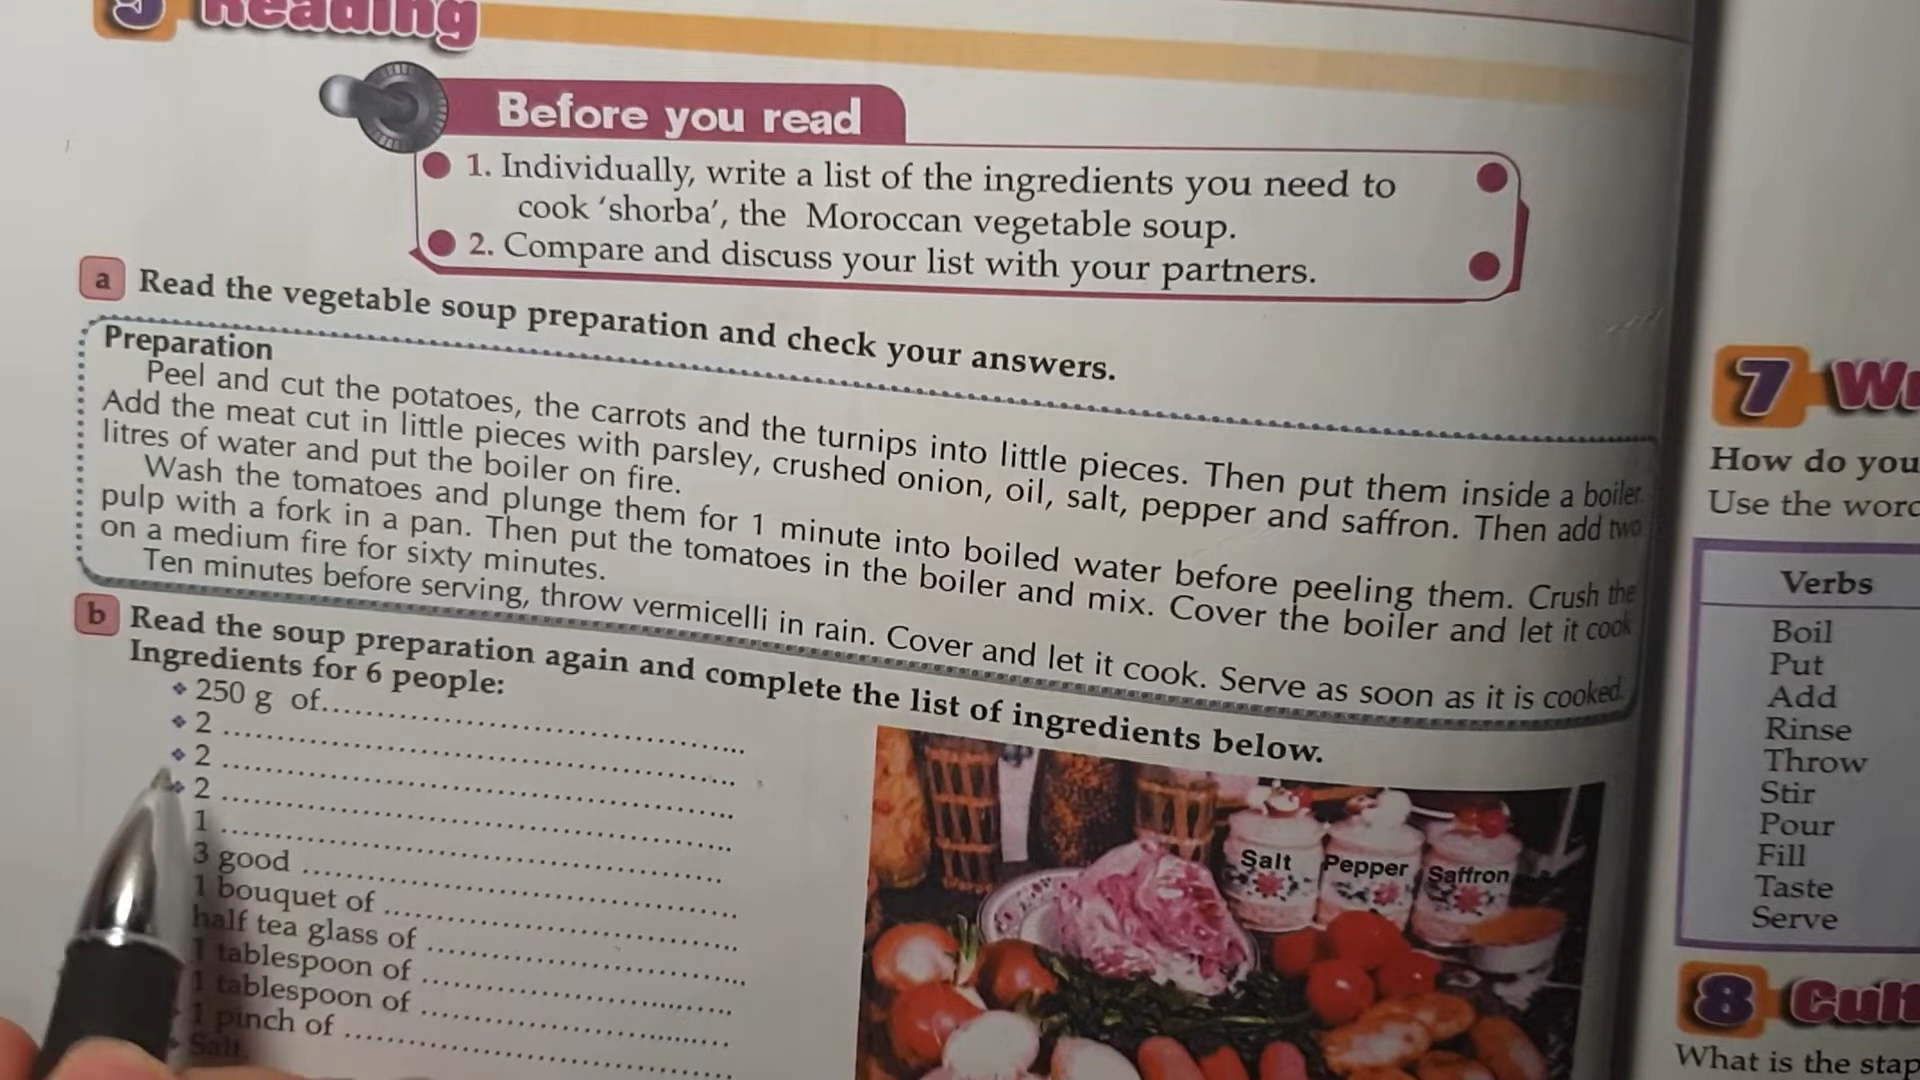 5 Reading
Before you read
1. Individually, write a list of the ingredients you need to
cook ‘shorba’, the Moroccan vegetable soup.
2. Compare and discuss your list with your partners.
a Read the vegetable soup preparation and check your answers.
Preparation
Peel and cut the potatoes, the carrots and the turnips into little pieces. Then put them inside a boiler.
Add the meat cut in little pieces with parsley, crushed onion, oil, salt, pepper and saffron. Then add two
litres of water and put the boiler on fire.
Wash the tomatoes and plunge them for 1 minute into boiled water before peeling them. Crush the
pulp with a fork in a pan. Then put the tomatoes in the boiler and mix. Cover the boiler and let it cook
on a medium fire for sixty minutes.
Ten minutes before serving, throw vermicelli in rain. Cover and let it cook. Serve as soon as it is cooked.
b Read the soup preparation again and complete the list of ingredients below.
Ingredients for 6 people:
250 g of
2
2
2
1
3 good
1 bouquet of
half tea glass of
1 tablespoon of
1 tablespoon of
1 pinch of
Salt
Salt Pepper Saffron
7
How do you
Use the word
Verbs
Boil
Put
Add
Rinse
Throw
Stir
Pour
Fill
Taste
Serve
8
What is the